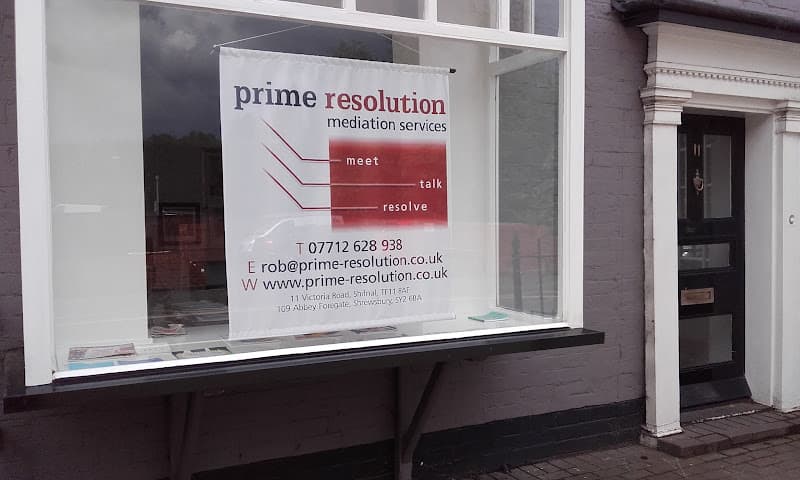 prime resolution
mediation services
meet
talk
resolve
T 07712 628 938
E rob@prime-resolution.co.uk
W www.prime-resolution.co.uk
11 Victoria Road, Shifnal, TF11 8AF
109 Abbey Foregate, Shrewsbury, SY2 6BA